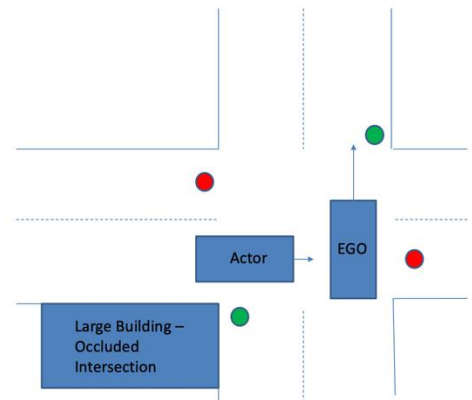 EGO
Actor
Large Building –
Occluded
Intersection